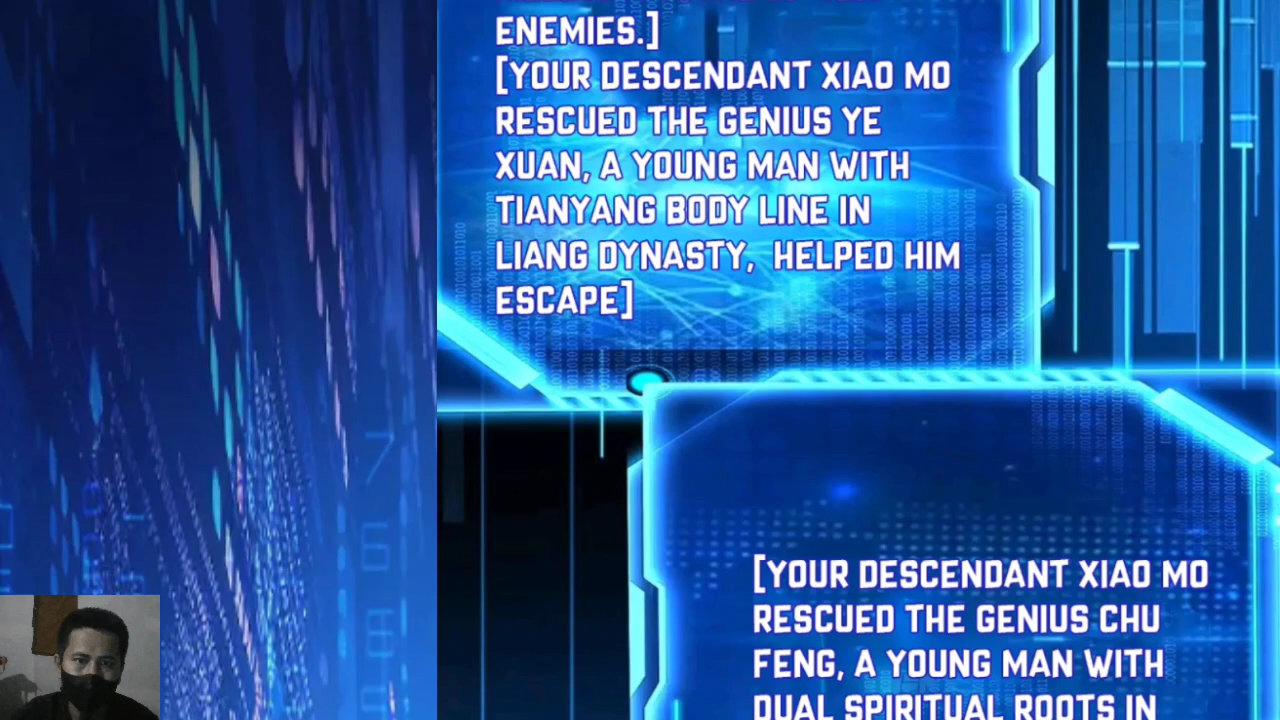 ENEMIES.]
[YOUR DESCENDANT XIAO MO
RESCUED THE GENIUS YE
XUAN, A YOUNG MAN WITH
TIANYANG BODY LINE IN
LIANG DYNASTY, HELPED HIM
ESCAPE]
[YOUR DESCENDANT XIAO MO
RESCUED THE GENIUS CHU
FENG, A YOUNG MAN WITH
DUAL SPIRITUAL ROOTS IN